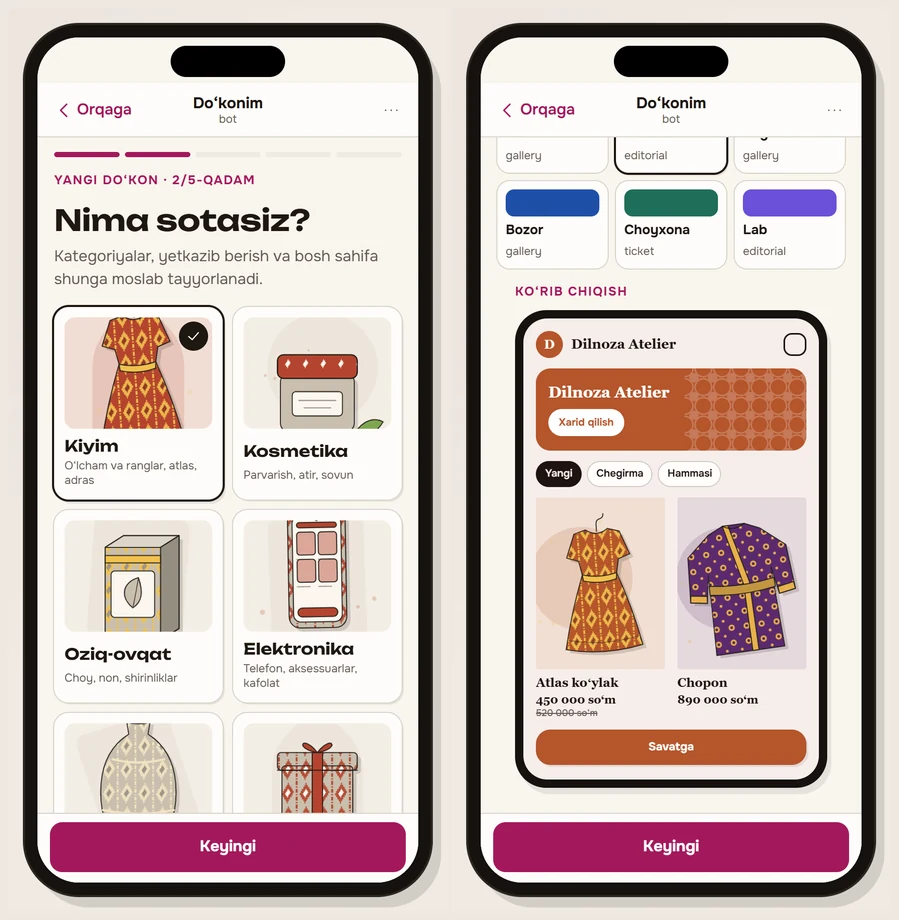 Orqaga
Do‘konim
bot
YANGI DO‘KON · 2/5-QADAM
Nima sotasiz?
Kategoriyalar, yetkazib berish va bosh sahifa
shunga moslab tayyorlanadi.
Kiyim
O‘lcham va ranglar, atlas,
adras
Kosmetika
Parvarish, atir, sovun
Oziq-ovqat
Choy, non, shirinliklar
Elektronika
Telefon, aksessuarlar,
kafolat
Keyingi
Orqaga
Do‘konim
bot
gallery
editorial
gallery
Bozor
gallery
Choyxona
ticket
Lab
editorial
KO‘RIB CHIQISH
D Dilnoza Atelier
Dilnoza Atelier
Xarid qilish
Yangi
Chegirma
Hammasi
Atlas ko‘ylak
450 000 so‘m
520 000 so‘m
Chopon
890 000 so‘m
Savatga
Keyingi